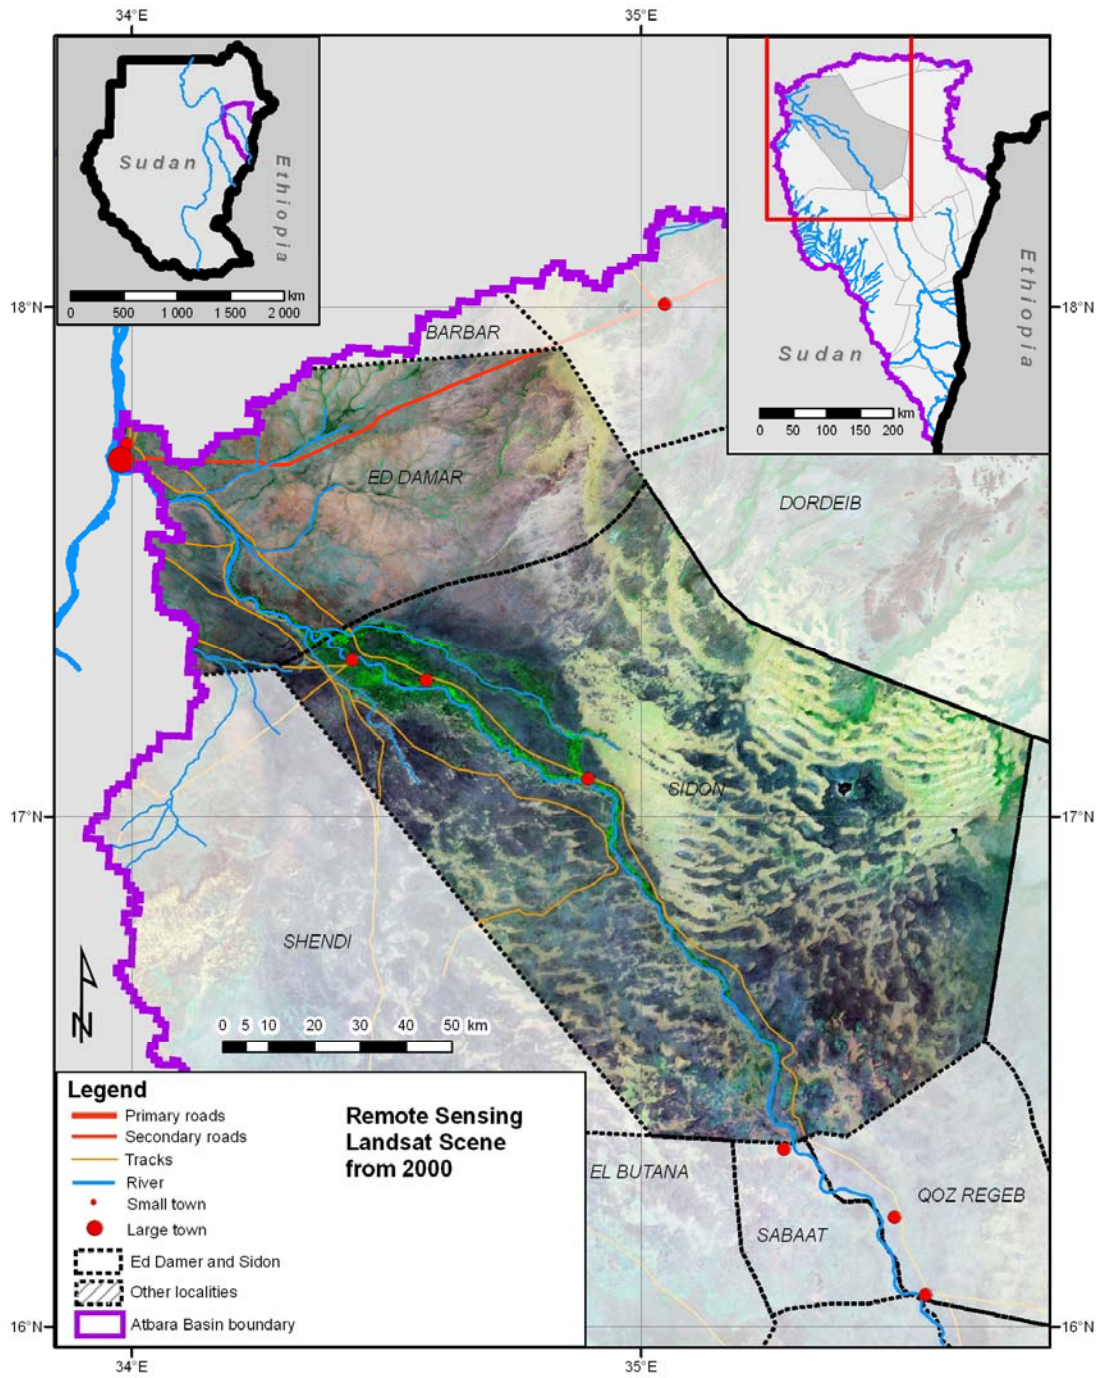 34°E
35°E
Sudan
Ethiopia
0 500 1 000 1 500 2 000 km
Ethiopia
Sudan
0 50 100 150 200 km
18°N
18°N
BARBAR
ED DAMAR
DORDEIB
SIDON
17°N
17°N
SHENDI
N
0 5 10 20 30 40 50 km
Legend
Primary roads
Secondary roads
Tracks
River
Small town
Large town
Ed Damer and Sidon
Other localities
Atbara Basin boundary
Remote Sensing
Landsat Scene
from 2000
EL BUTANA
QOZ REGEB
SABAAT
16°N
16°N
34°E
35°E